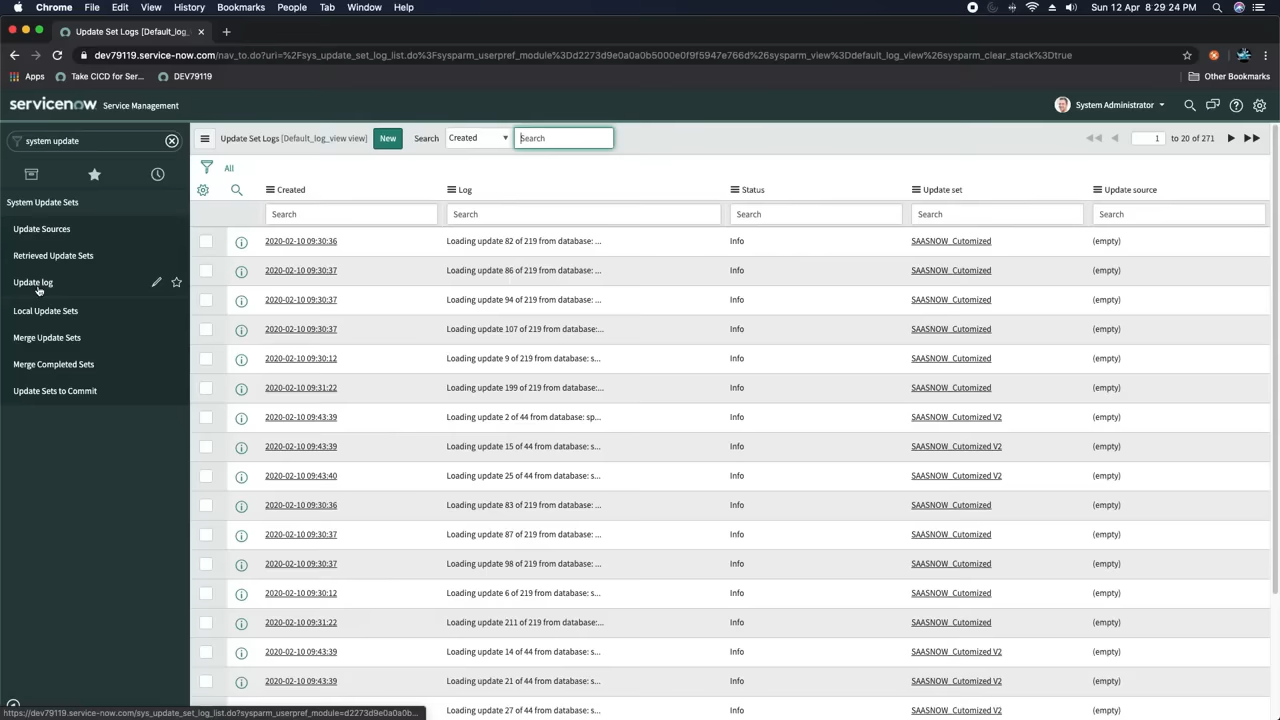 Chrome File Edit View History Bookmarks People Tab Window Help Sun 12 Apr 8:29:24 PM
Update Set Logs [Default_log_vi
dev79119.service-now.com/nav_to.do?uri=%2Fsys_update_set_log_list.do%3Fsysparm_userpref_module%3Dd2273d9e0a0a0b5000e0f9f5947e766d%26sysparm_view%3Ddefault_log_view%26sysparm_clear_stack%3Dtrue
Apps Take CICD for Ser... DEV79119 Other Bookmarks
servicenow Service Management System Administrator
system update
Update Set Logs [Default_log_view view] New Search Created Search 1 to 20 of 271
All
System Update Sets
Update Sources
Retrieved Update Sets
Update log
Local Update Sets
Merge Update Sets
Merge Completed Sets
Update Sets to Commit
Created Log Status Update set Update source
Search Search Search Search Search
2020-02-10 09:30:36 Loading update 82 of 219 from database: ... Info SAASNOW_Cutomized (empty)
2020-02-10 09:30:37 Loading update 86 of 219 from database: ... Info SAASNOW_Cutomized (empty)
2020-02-10 09:30:37 Loading update 94 of 219 from database: ... Info SAASNOW_Cutomized (empty)
2020-02-10 09:30:37 Loading update 107 of 219 from database:... Info SAASNOW_Cutomized (empty)
2020-02-10 09:30:12 Loading update 9 of 219 from database: s... Info SAASNOW_Cutomized (empty)
2020-02-10 09:31:22 Loading update 199 of 219 from database:... Info SAASNOW_Cutomized (empty)
2020-02-10 09:43:39 Loading update 2 of 44 from database: sp... Info SAASNOW_Cutomized V2 (empty)
2020-02-10 09:43:39 Loading update 15 of 44 from database: s... Info SAASNOW_Cutomized V2 (empty)
2020-02-10 09:43:40 Loading update 25 of 44 from database: s... Info SAASNOW_Cutomized V2 (empty)
2020-02-10 09:30:36 Loading update 83 of 219 from database: ... Info SAASNOW_Cutomized (empty)
2020-02-10 09:30:37 Loading update 87 of 219 from database: ... Info SAASNOW_Cutomized (empty)
2020-02-10 09:30:37 Loading update 98 of 219 from database: ... Info SAASNOW_Cutomized (empty)
2020-02-10 09:30:12 Loading update 6 of 219 from database: s... Info SAASNOW_Cutomized (empty)
2020-02-10 09:31:22 Loading update 211 of 219 from database:... Info SAASNOW_Cutomized (empty)
2020-02-10 09:43:39 Loading update 14 of 44 from database: s... Info SAASNOW_Cutomized V2 (empty)
2020-02-10 09:43:39 Loading update 21 of 44 from database: s... Info SAASNOW_Cutomized V2 (empty)
Loading update 27 of 44 from database: s... Info SAASNOW_Cutomized V2 (empty)
https://dev79119.service-now.com/sys_update_set_log_list.do?sysparm_userpref_module=d2273d9e0a0a0b...